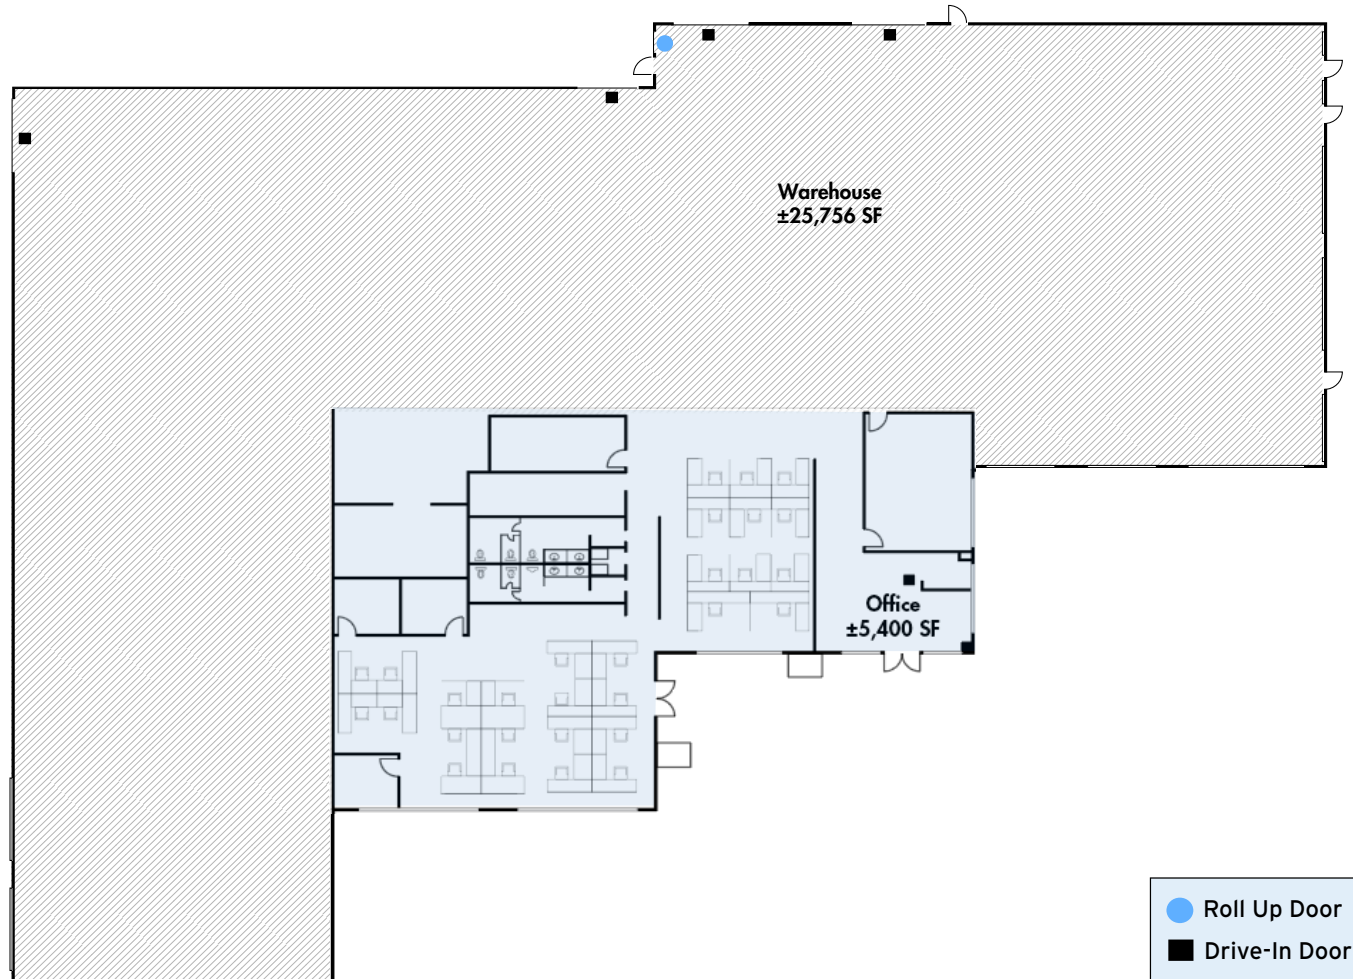 Warehouse
±25,756 SF
Office
±5,400 SF
Roll Up Door
Drive-In Door